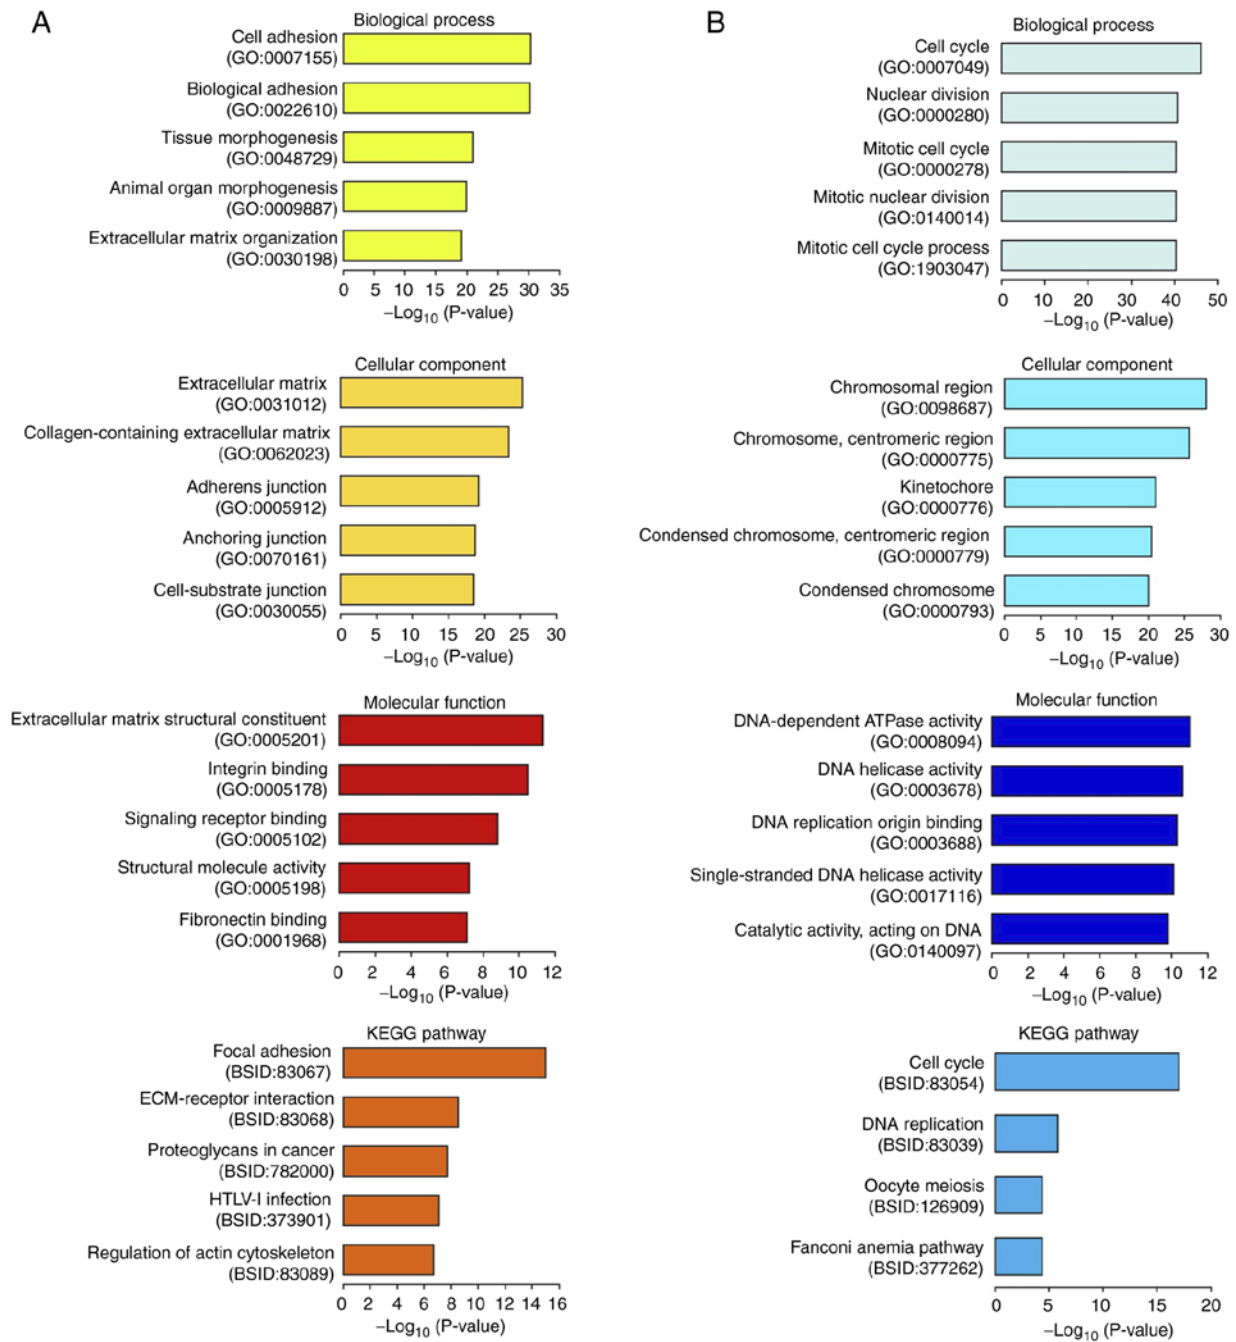 A
Biological process
Cell adhesion
(GO:0007155)
Biological adhesion
(GO:0022610)
Tissue morphogenesis
(GO:0048729)
Animal organ morphogenesis
(GO:0009887)
Extracellular matrix organization
(GO:0030198)
0 5 10 15 20 25 30 35
–Log10 (P-value)
Cellular component
Extracellular matrix
(GO:0031012)
Collagen-containing extracellular matrix
(GO:0062023)
Adherens junction
(GO:0005912)
Anchoring junction
(GO:0070161)
Cell-substrate junction
(GO:0030055)
0 5 10 15 20 25 30
–Log10 (P-value)
Molecular function
Extracellular matrix structural constituent
(GO:0005201)
Integrin binding
(GO:0005178)
Signaling receptor binding
(GO:0005102)
Structural molecule activity
(GO:0005198)
Fibronectin binding
(GO:0001968)
0 2 4 6 8 10 12
–Log10 (P-value)
KEGG pathway
Focal adhesion
(BSID:83067)
ECM-receptor interaction
(BSID:83068)
Proteoglycans in cancer
(BSID:782000)
HTLV-I infection
(BSID:373901)
Regulation of actin cytoskeleton
(BSID:83089)
0 2 4 6 8 10 12 14 16
–Log10 (P-value)
B
Biological process
Cell cycle
(GO:0007049)
Nuclear division
(GO:0000280)
Mitotic cell cycle
(GO:0000278)
Mitotic nuclear division
(GO:0140014)
Mitotic cell cycle process
(GO:1903047)
0 10 20 30 40 50
–Log10 (P-value)
Cellular component
Chromosomal region
(GO:0098687)
Chromosome, centromeric region
(GO:0000775)
Kinetochore
(GO:0000776)
Condensed chromosome, centromeric region
(GO:0000779)
Condensed chromosome
(GO:0000793)
0 5 10 15 20 25 30
–Log10 (P-value)
Molecular function
DNA-dependent ATPase activity
(GO:0008094)
DNA helicase activity
(GO:0003678)
DNA replication origin binding
(GO:0003688)
Single-stranded DNA helicase activity
(GO:0017116)
Catalytic activity, acting on DNA
(GO:0140097)
0 2 4 6 8 10 12
–Log10 (P-value)
KEGG pathway
Cell cycle
(BSID:83054)
DNA replication
(BSID:83039)
Oocyte meiosis
(BSID:126909)
Fanconi anemia pathway
(BSID:377262)
0 5 10 15 20
–Log10 (P-value)